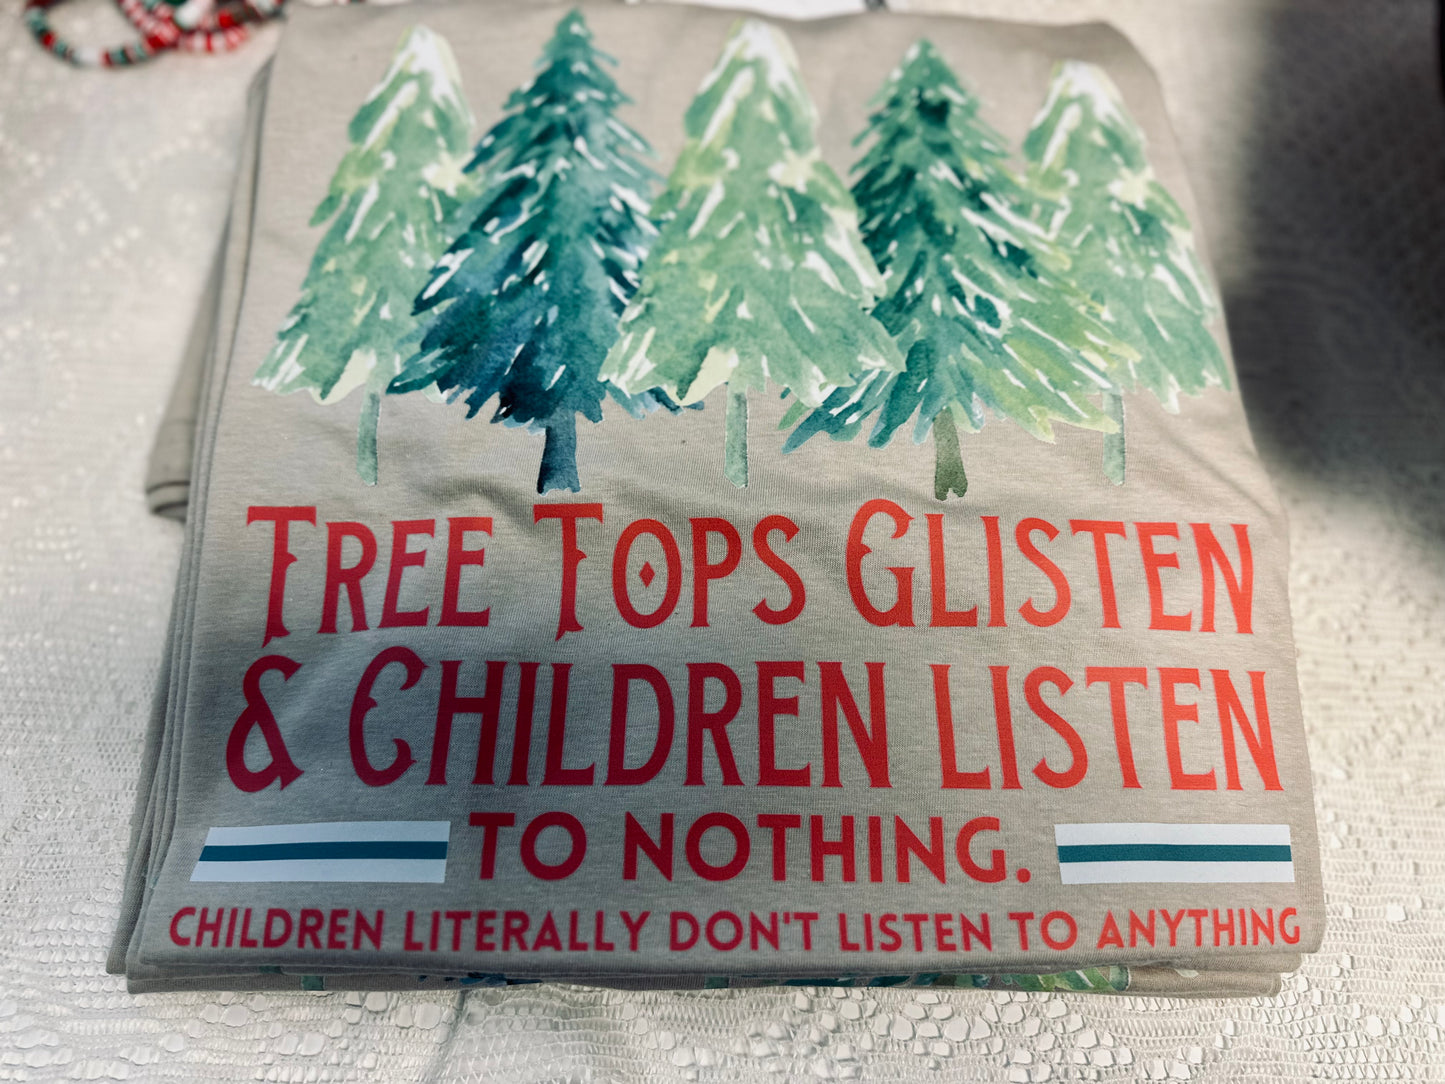 TREE TOPS GLISTEN
& CHILDREN LISTEN
TO NOTHING.
CHILDREN LITERALLY DON'T LISTEN TO ANYTHING